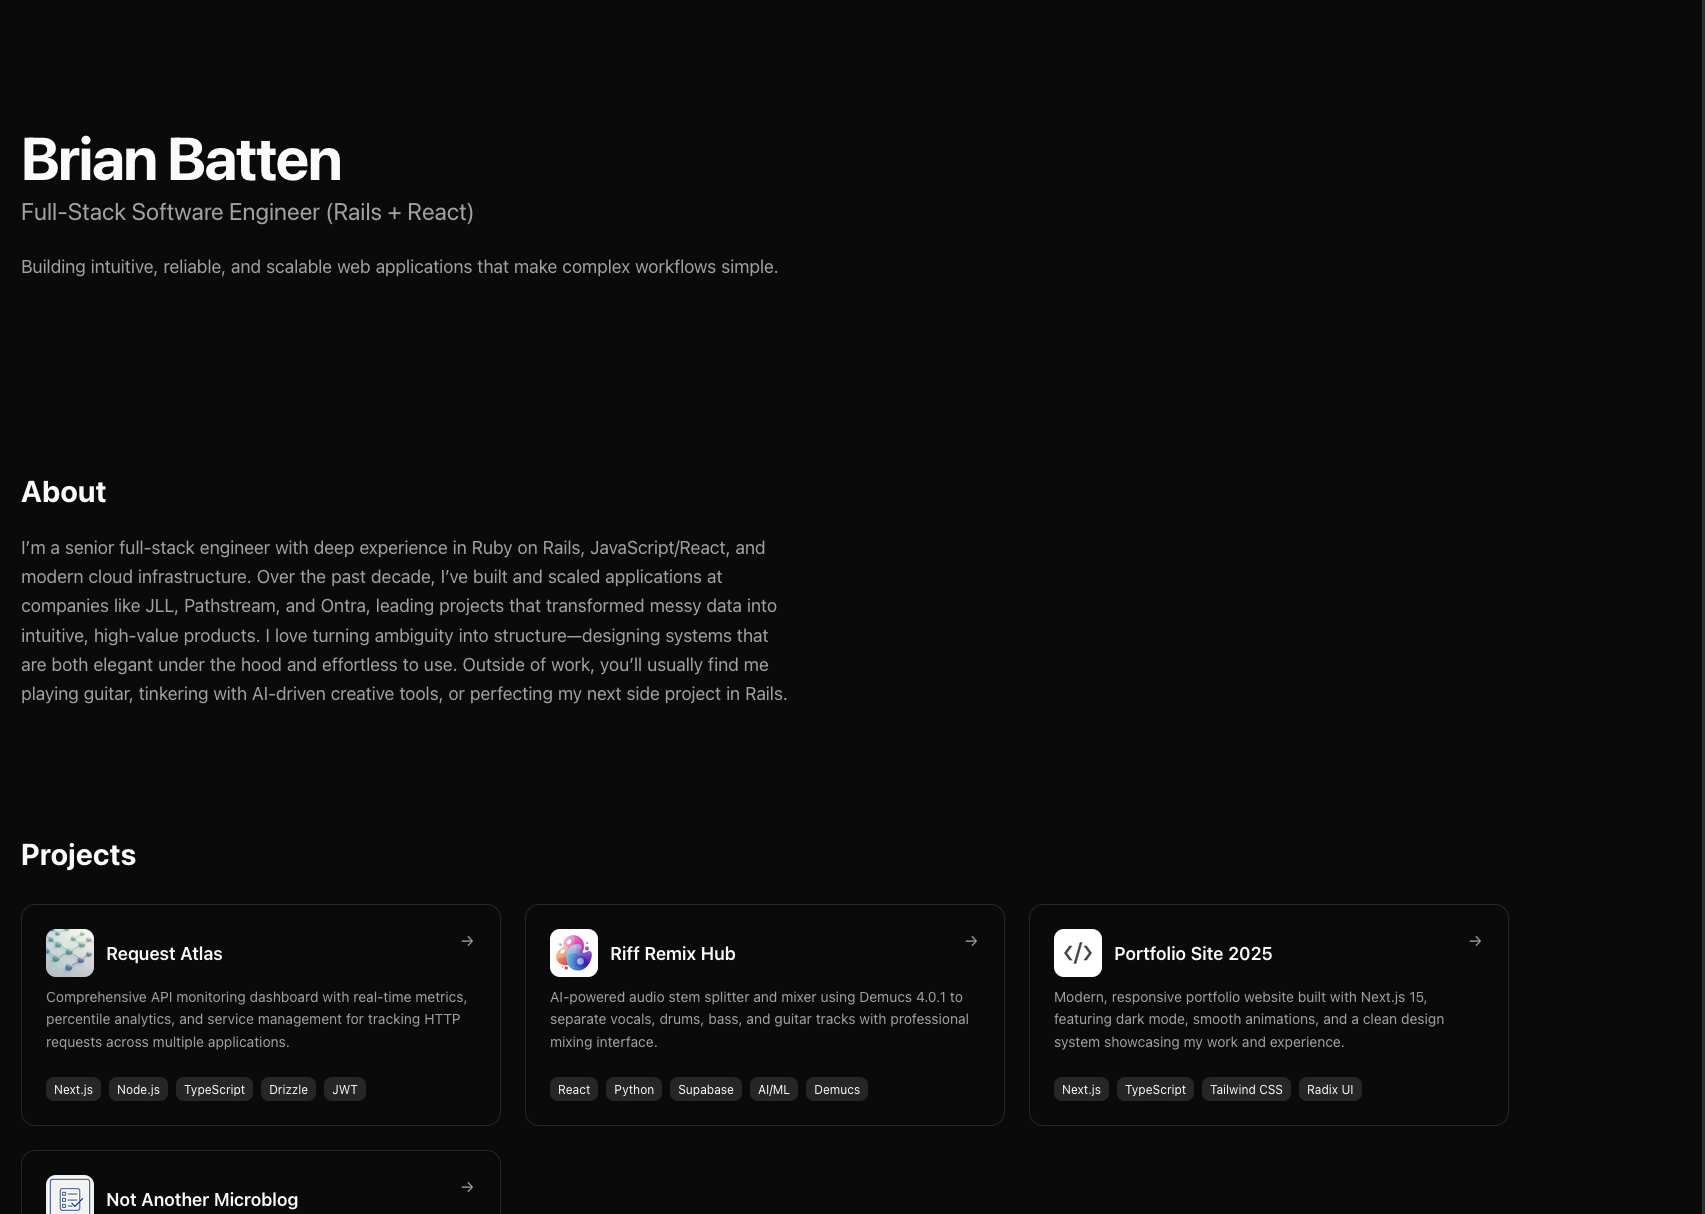 Brian Batten
Full-Stack Software Engineer (Rails + React)
Building intuitive, reliable, and scalable web applications that make complex workflows simple.
About
I’m a senior full-stack engineer with deep experience in Ruby on Rails, JavaScript/React, and
modern cloud infrastructure. Over the past decade, I’ve built and scaled applications at
companies like JLL, Pathstream, and Ontra, leading projects that transformed messy data into
intuitive, high-value products. I love turning ambiguity into structure—designing systems that
are both elegant under the hood and effortless to use. Outside of work, you’ll usually find me
playing guitar, tinkering with AI-driven creative tools, or perfecting my next side project in Rails.
Projects
Request Atlas
Comprehensive API monitoring dashboard with real-time metrics,
percentile analytics, and service management for tracking HTTP
requests across multiple applications.
Next.js Node.js TypeScript Drizzle JWT
Riff Remix Hub
AI-powered audio stem splitter and mixer using Demucs 4.0.1 to
separate vocals, drums, bass, and guitar tracks with professional
mixing interface.
React Python Supabase AI/ML Demucs
Portfolio Site 2025
Modern, responsive portfolio website built with Next.js 15,
featuring dark mode, smooth animations, and a clean design
system showcasing my work and experience.
Next.js TypeScript Tailwind CSS Radix UI
Not Another Microblog